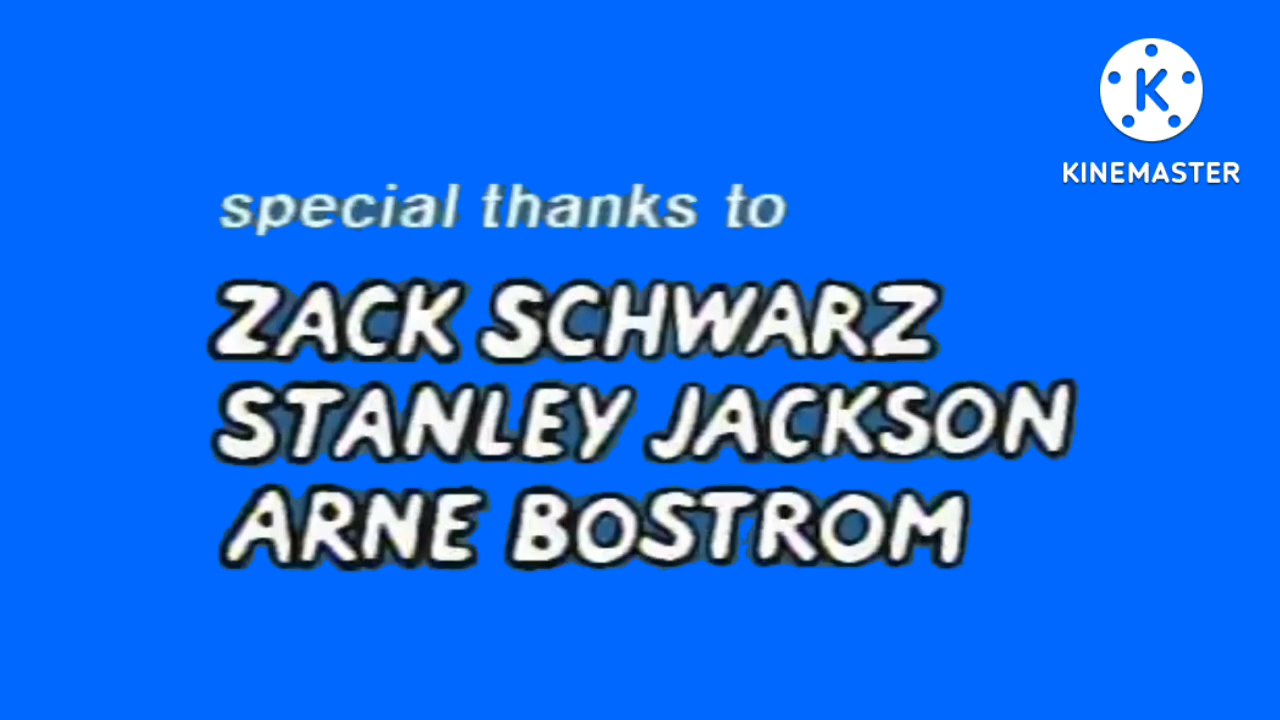 K
KINEMASTER
special thanks to
ZACK SCHWARZ
STANLEY JACKSON
ARNE BOSTROM